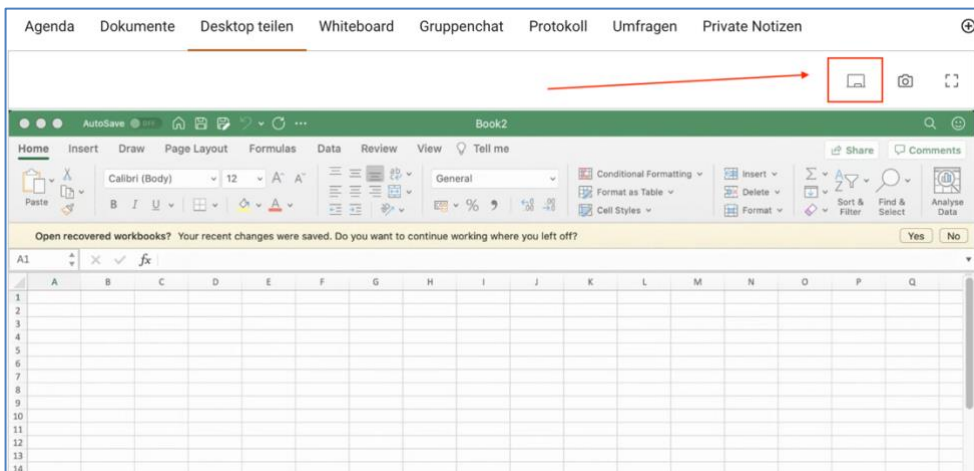 Agenda Dokumente Desktop teilen Whiteboard Gruppenchat Protokoll Umfragen Private Notizen
AutoSave OFF Book2
Home Insert Draw Page Layout Formulas Data Review View Tell me Share Comments
Paste Calibri (Body) 12 A A General Conditional Formatting Insert
B I U A % Format as Table Delete Sort & Filter Find & Select Analyse Data
Cell Styles Format
Open recovered workbooks? Your recent changes were saved. Do you want to continue working where you left off? Yes No
A1 fx
A B C D E F G H I J K L M N O P Q
1
2
3
4
5
6
7
8
9
10
11
12
13
14